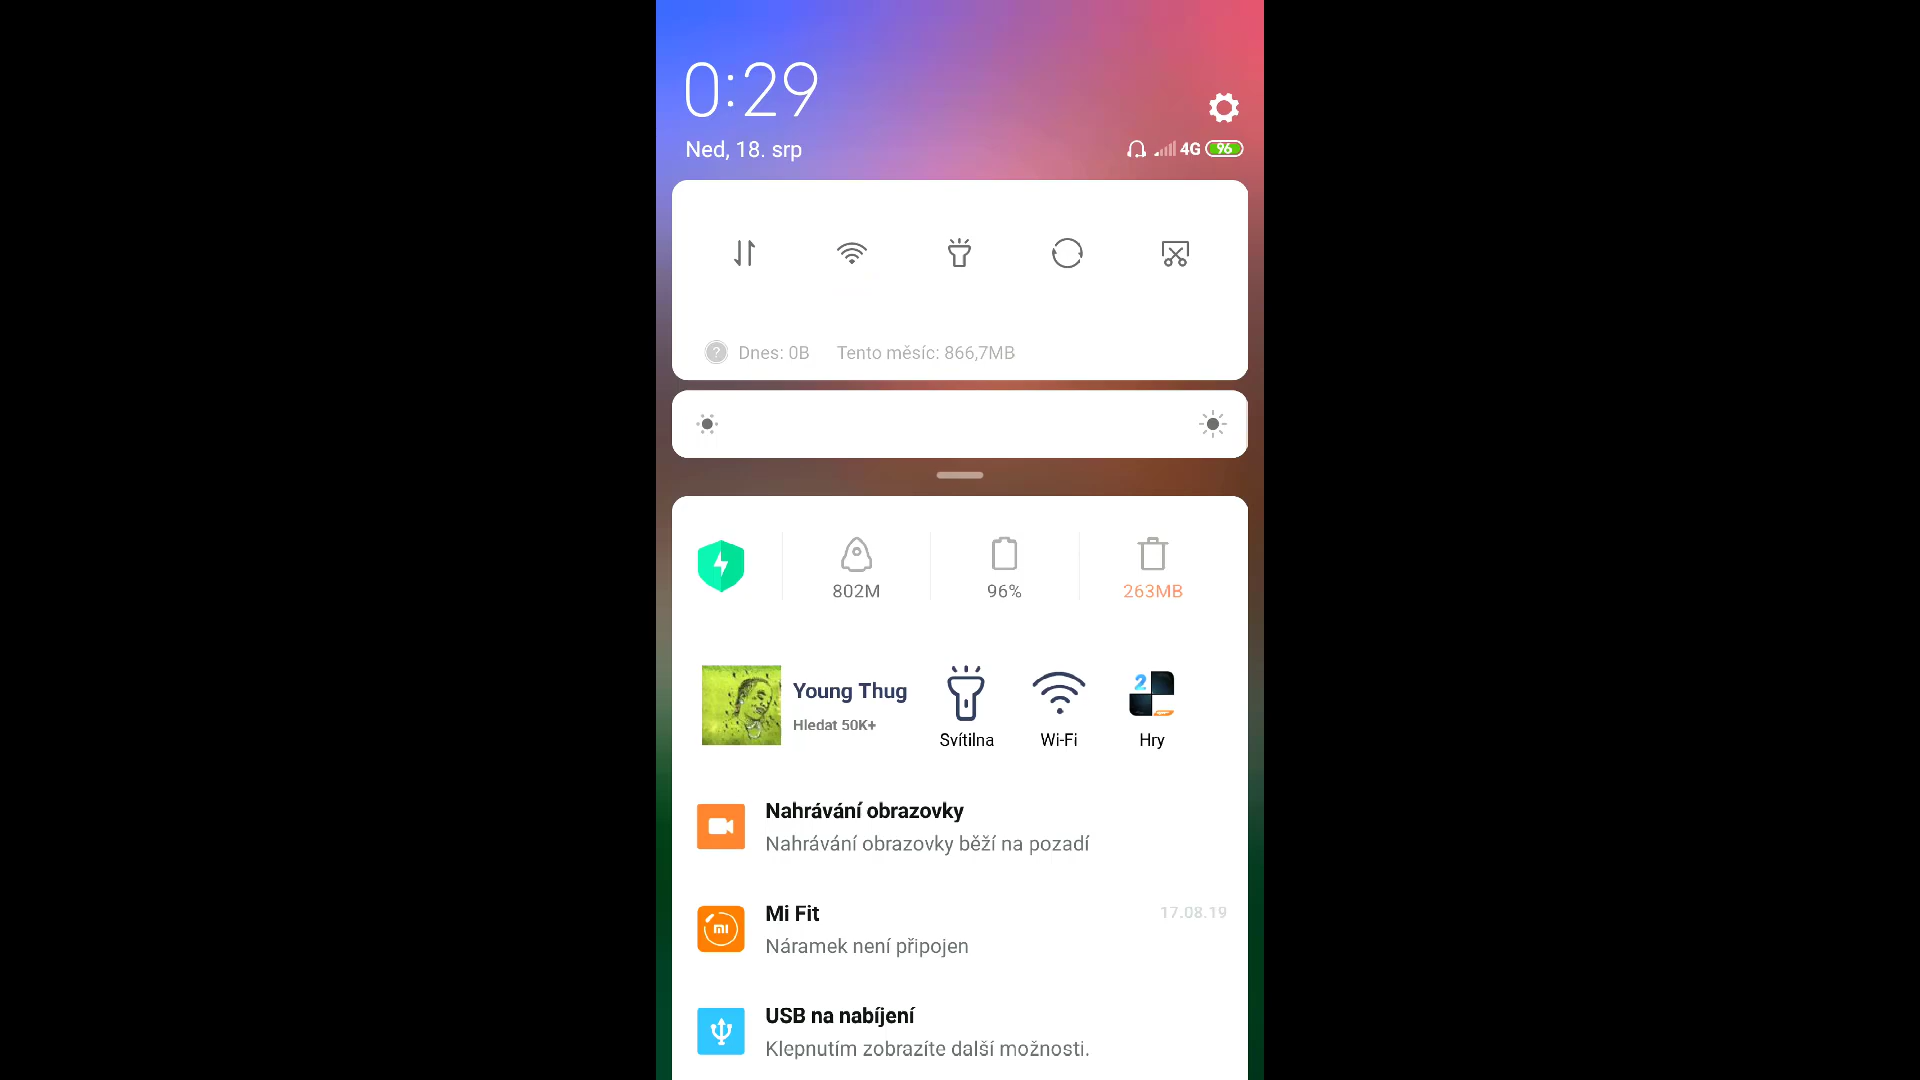 0:29
Ned, 18. srp
4G 96
? Dnes: 0B Tento měsíc: 866,7MB
802M 96% 263MB
Young Thug
Hledat 50K+
Svítilna Wi-Fi Hry
2
Nahrávání obrazovky
Nahrávání obrazovky běží na pozadí
Mi Fit 17.08.19
mi
Náramek není připojen
USB na nabíjení
Klepnutím zobrazíte další možnosti.